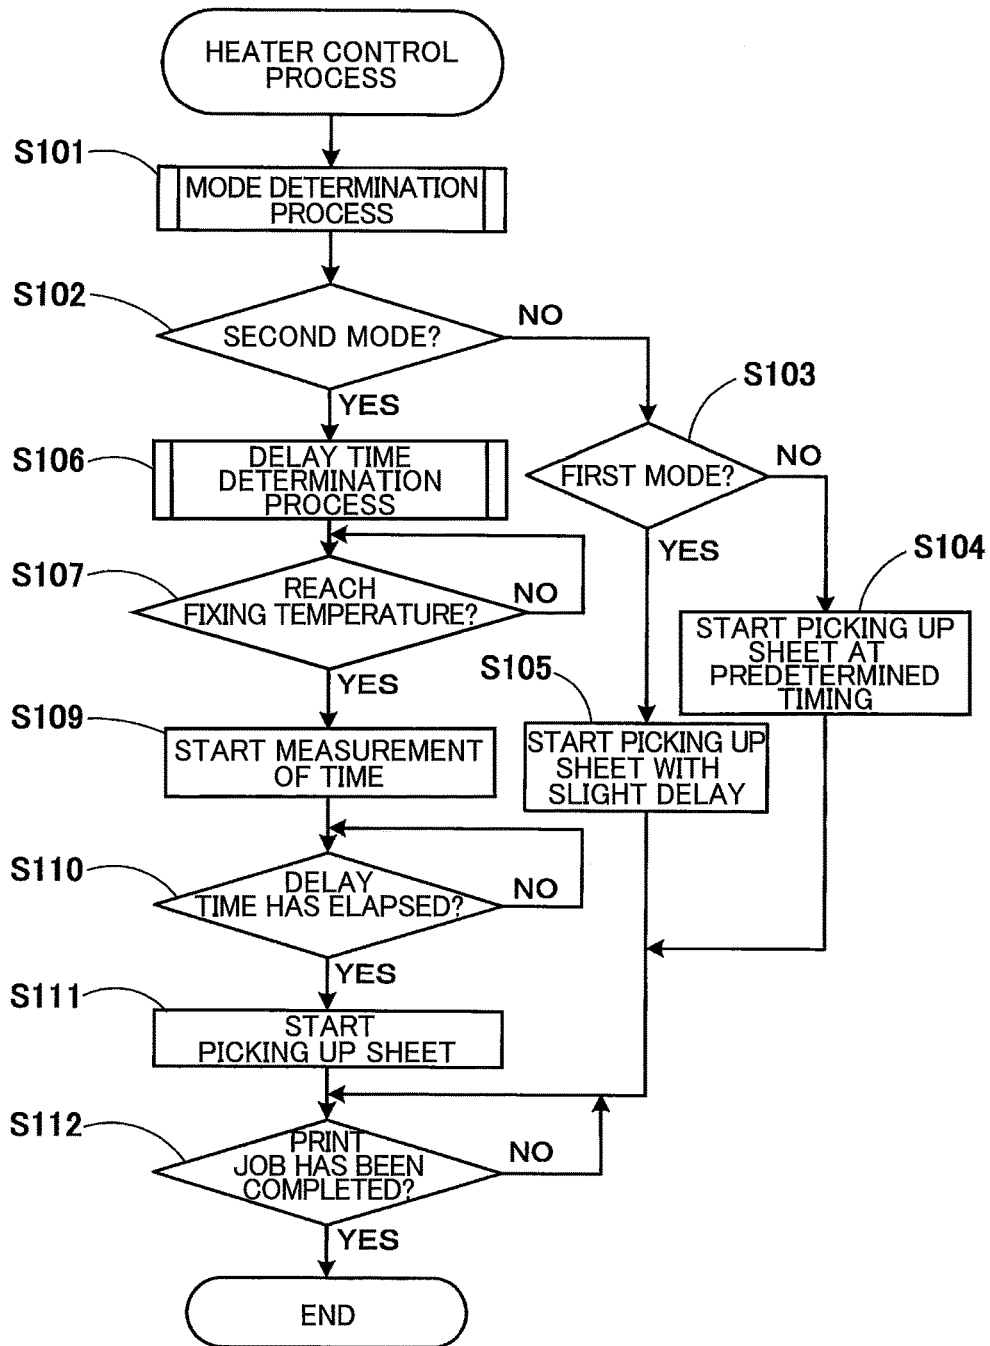 HEATER CONTROL
PROCESS
S101
MODE DETERMINATION
PROCESS
S102
SECOND MODE?
NO
YES
S103
FIRST MODE?
NO
YES
S106
DELAY TIME
DETERMINATION
PROCESS
S107
REACH
FIXING TEMPERATURE?
NO
YES
S104
START PICKING UP
SHEET AT
PREDETERMINED
TIMING
S105
START PICKING UP
SHEET WITH
SLIGHT DELAY
S109
START MEASUREMENT
OF TIME
S110
DELAY
TIME HAS ELAPSED?
NO
YES
S111
START
PICKING UP SHEET
S112
PRINT
JOB HAS BEEN
COMPLETED?
NO
YES
END